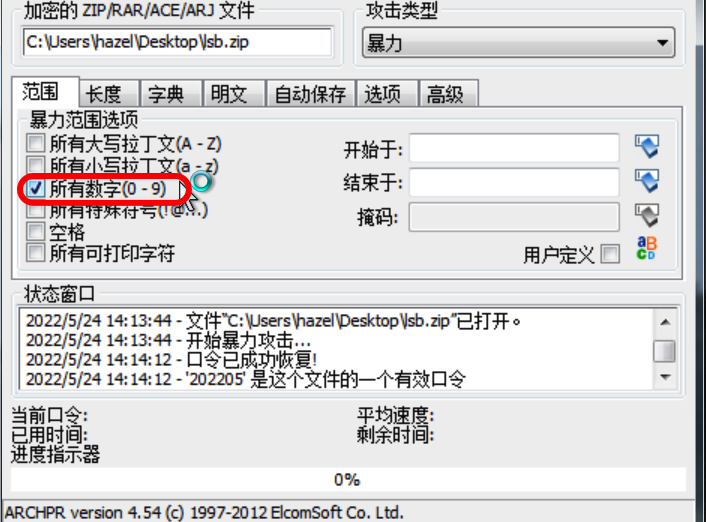 加密的 ZIP/RAR/ACE/ARJ 文件
攻击类型
C:\Users\hazel\Desktop\lsb.zip
暴力
范围 长度 字典 明文 自动保存 选项 高级
暴力范围选项
所有大写拉丁文(A - Z)
开始于:
所有小写拉丁文(a - z)
所有数字(0 - 9)
结束于:
所有特殊符号(!@...)
掩码:
空格
所有可打印字符
用户定义
状态窗口
2022/5/24 14:13:44 - 文件"C:\Users\hazel\Desktop\lsb.zip"已打开。
2022/5/24 14:13:44 - 开始暴力攻击...
2022/5/24 14:14:12 - 口令已成功恢复!
2022/5/24 14:14:12 - '202205' 是这个文件的一个有效口令
当前口令:
平均速度:
已用时间:
剩余时间:
进度指示器
0%
ARCHPR version 4.54 (c) 1997-2012 ElcomSoft Co. Ltd.